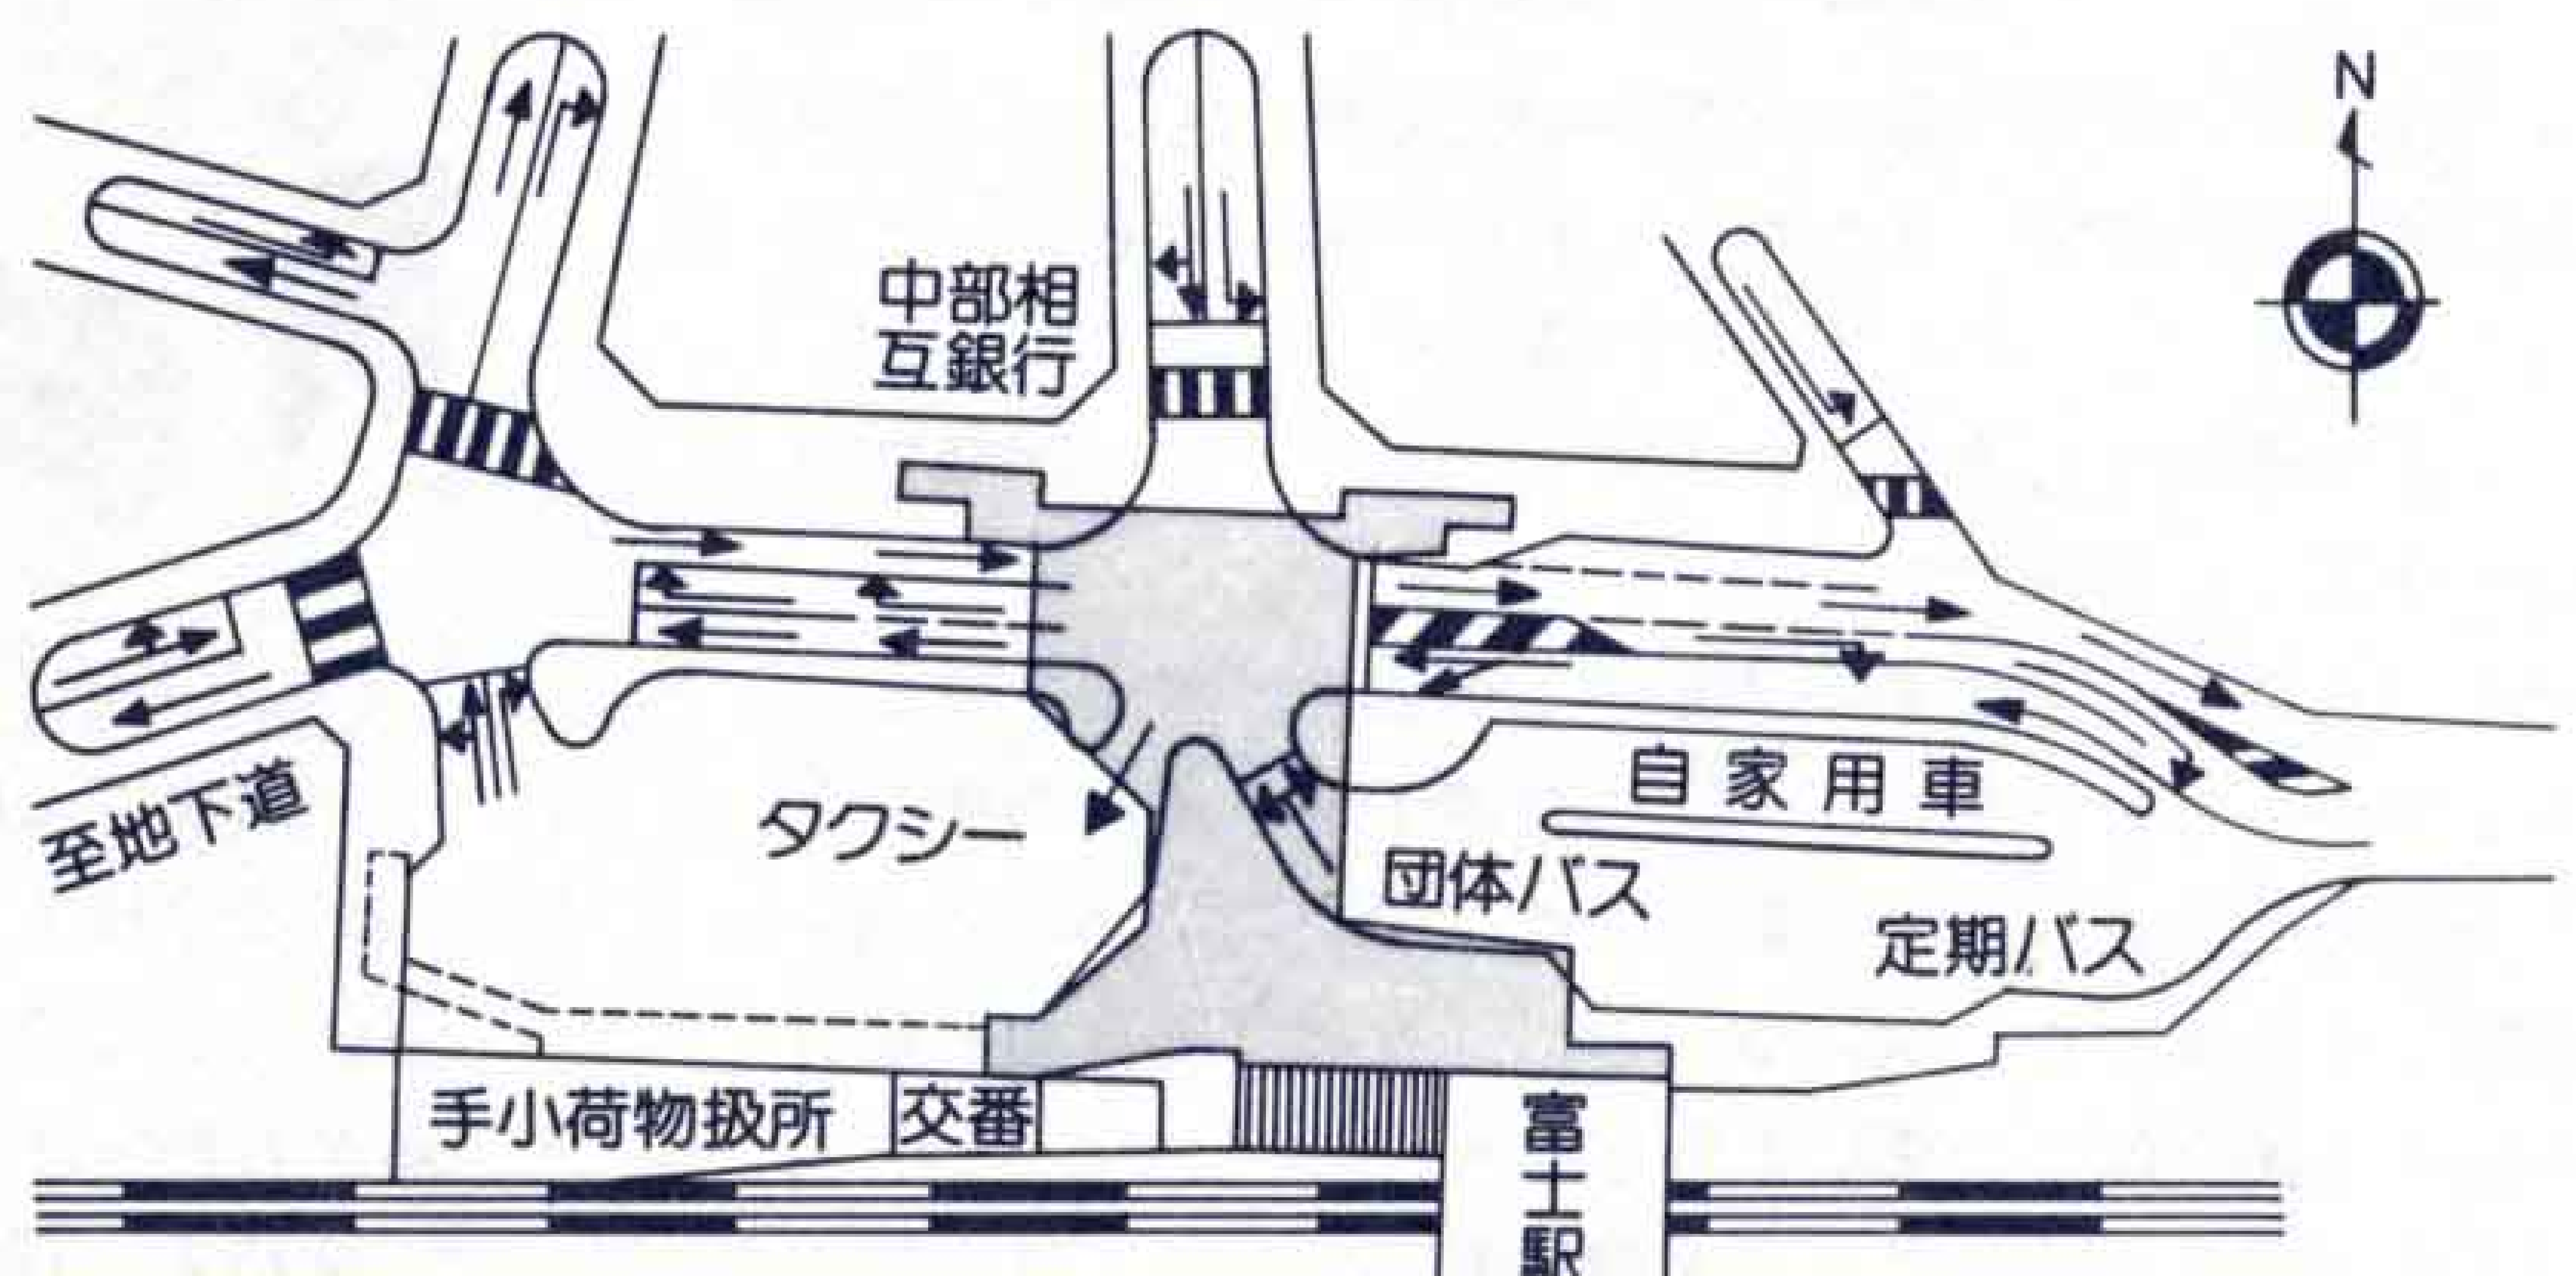 N
中部相
互銀行
自家用車
タクシー
至地下道
団体バス
定期バス
手小荷物扱所
交番
富士駅